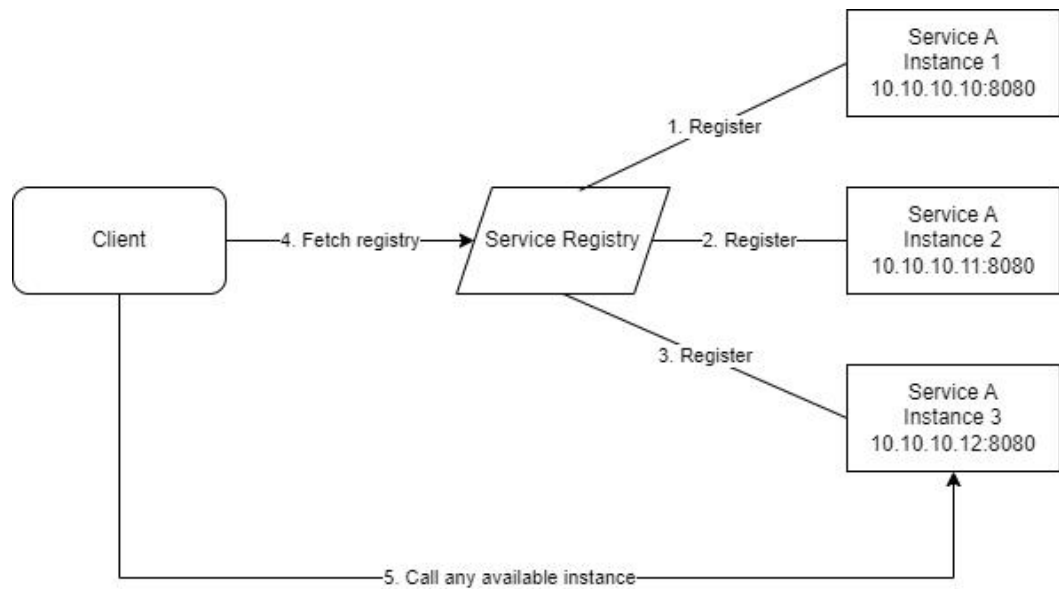 Service A
Instance 1
10.10.10.10:8080
1. Register
Client
4. Fetch registry
Service Registry
2. Register
Service A
Instance 2
10.10.10.11:8080
3. Register
Service A
Instance 3
10.10.10.12:8080
5. Call any available instance